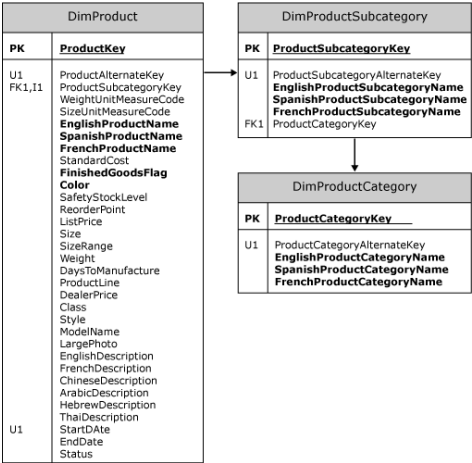 DimProduct
PK ProductKey
U1 ProductAlternateKey
FK1,I1 ProductSubcategoryKey
WeightUnitMeasureCode
SizeUnitMeasureCode
EnglishProductName
SpanishProductName
FrenchProductName
StandardCost
FinishedGoodsFlag
Color
SafetyStockLevel
ReorderPoint
ListPrice
Size
SizeRange
Weight
DaysToManufacture
ProductLine
DealerPrice
Class
Style
ModelName
LargePhoto
EnglishDescription
FrenchDescription
ChineseDescription
ArabicDescription
HebrewDescription
ThaiDescription
U1 StartDAte
EndDate
Status
DimProductSubcategory
PK ProductSubcategoryKey
U1 ProductSubcategoryAlternateKey
EnglishProductSubcategoryName
SpanishProductSubcategoryName
FrenchProductSubcategoryName
FK1 ProductCategoryKey
DimProductCategory
PK ProductCategoryKey
U1 ProductCategoryAlternateKey
EnglishProductCategoryName
SpanishProductCategoryName
FrenchProductCategoryName